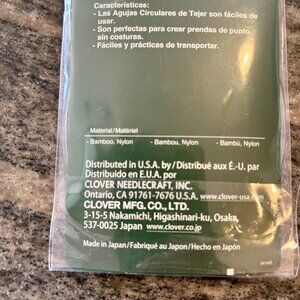 Características:
- Las Agujas Circulares de Tejer son fáciles de
usar.
- Son perfectas para crear prendas de punto
sin costuras.
- Fáciles y prácticas de transportar.
Material/Matériel
- Bamboo, Nylon - Bambou, Nylon - Bambú, Nylon
Distributed in U.S.A. by/Distribué aux É.-U. par
Distribuido en E.U.A. por
CLOVER NEEDLECRAFT, INC.
Ontario, CA 91761-7676 U.S.A. www.clover-usa.com
CLOVER MFG. CO., LTD.
3-15-5 Nakamichi, Higashinari-ku, Osaka,
537-0025 Japan www.clover.co.jp
Made in Japan/Fabriqué au Japon/Hecho en Japón